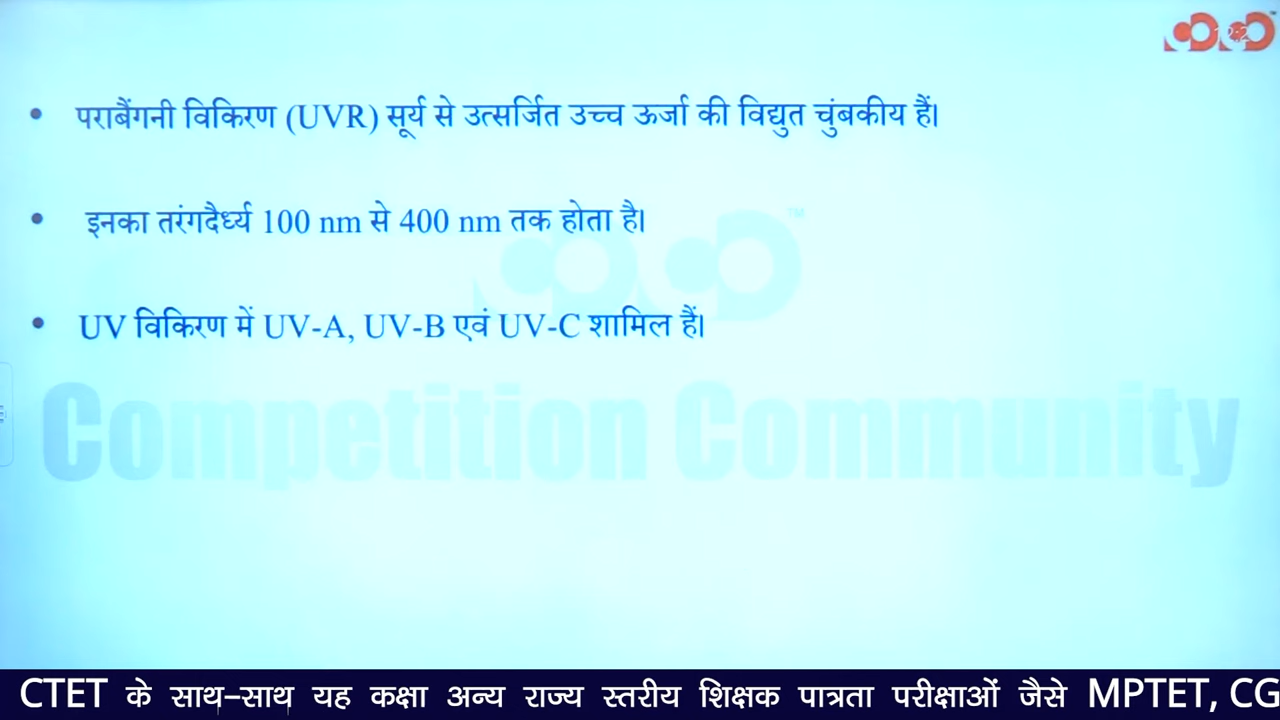 • पराबैंगनी विकिरण (UVR) सूर्य से उत्सर्जित उच्च ऊर्जा की विद्युत चुंबकीय हैं।
• इनका तरंगदैर्ध्य 100 nm से 400 nm तक होता है।
• UV विकिरण में UV-A, UV-B एवं UV-C शामिल हैं।
Competition Community
CTET के साथ–साथ यह कक्षा अन्य राज्य स्तरीय शिक्षक पात्रता परीक्षाओं जैसे MPTET, CG